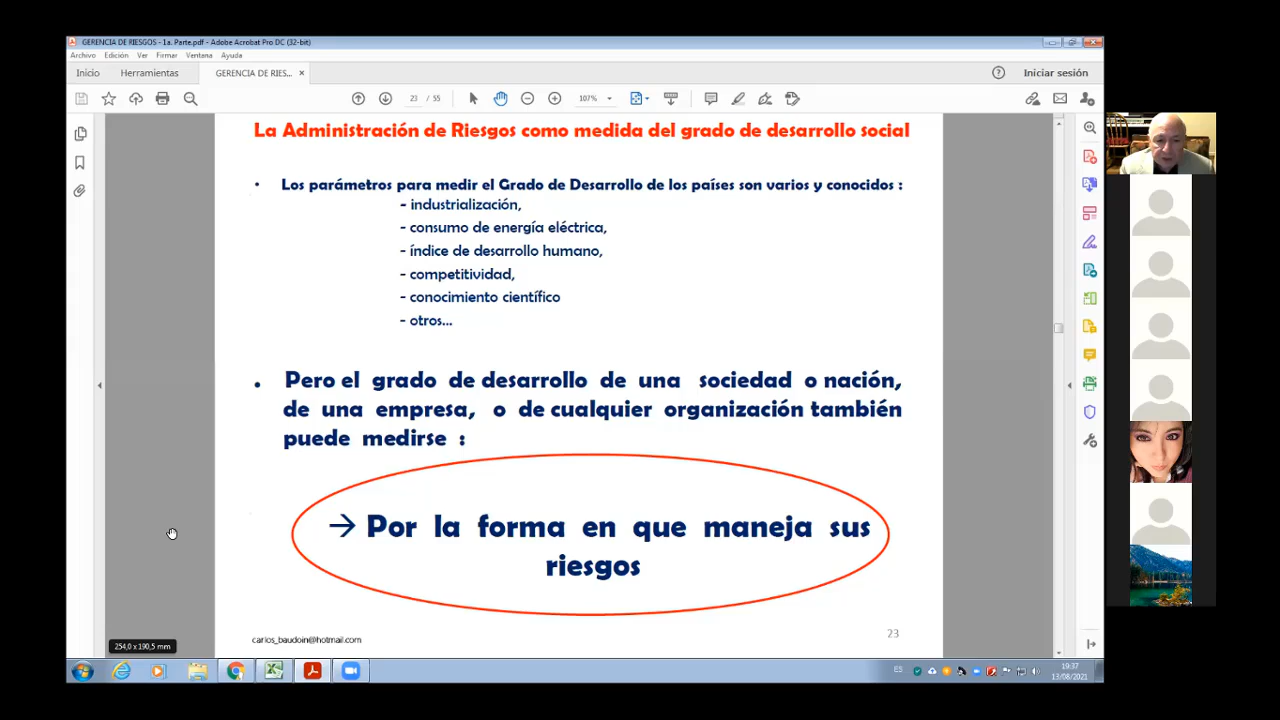 GERENCIA DE RIESGOS - 1a. Parte.pdf - Adobe Acrobat Pro DC (32-bit)
Archivo Edición Ver Firmar Ventana Ayuda
Inicio Herramientas GERENCIA DE RIES... × Iniciar sesión
23 / 55 107%
La Administración de Riesgos como medida del grado de desarrollo social
• Los parámetros para medir el Grado de Desarrollo de los países son varios y conocidos :
- industrialización,
- consumo de energía eléctrica,
- índice de desarrollo humano,
- competitividad,
- conocimiento científico
- otros...
. Pero el grado de desarrollo de una sociedad o nación,
de una empresa, o de cualquier organización también
puede medirse :
→ Por la forma en que maneja sus
riesgos
carlos_baudoin@hotmail.com
23
254,0 x 190,5 mm
ES
19:37
13/08/2021